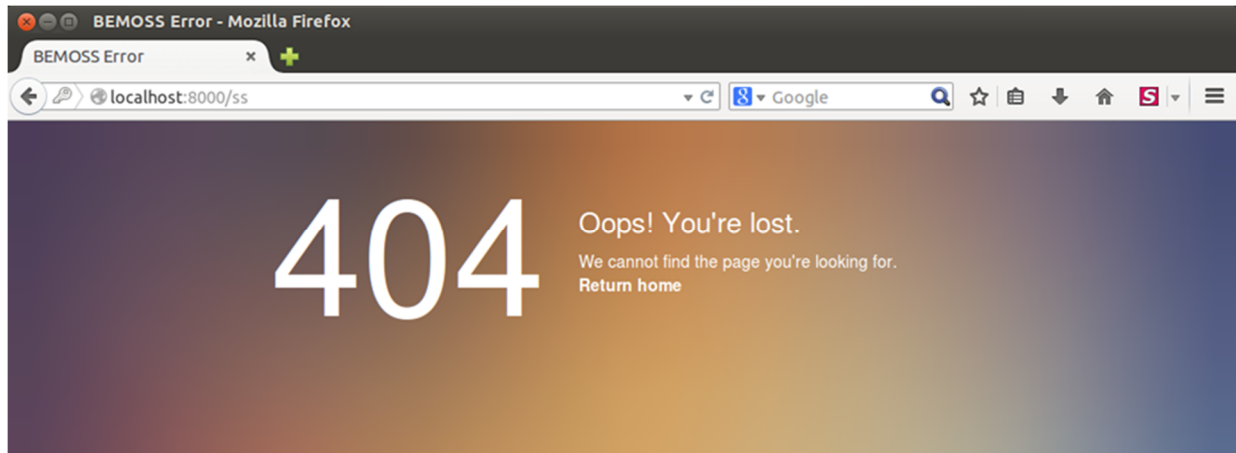 BEMOSS Error - Mozilla Firefox
BEMOSS Error
localhost:8000/ss
8 Google
S
404
Oops! You're lost.
We cannot find the page you're looking for.
Return home